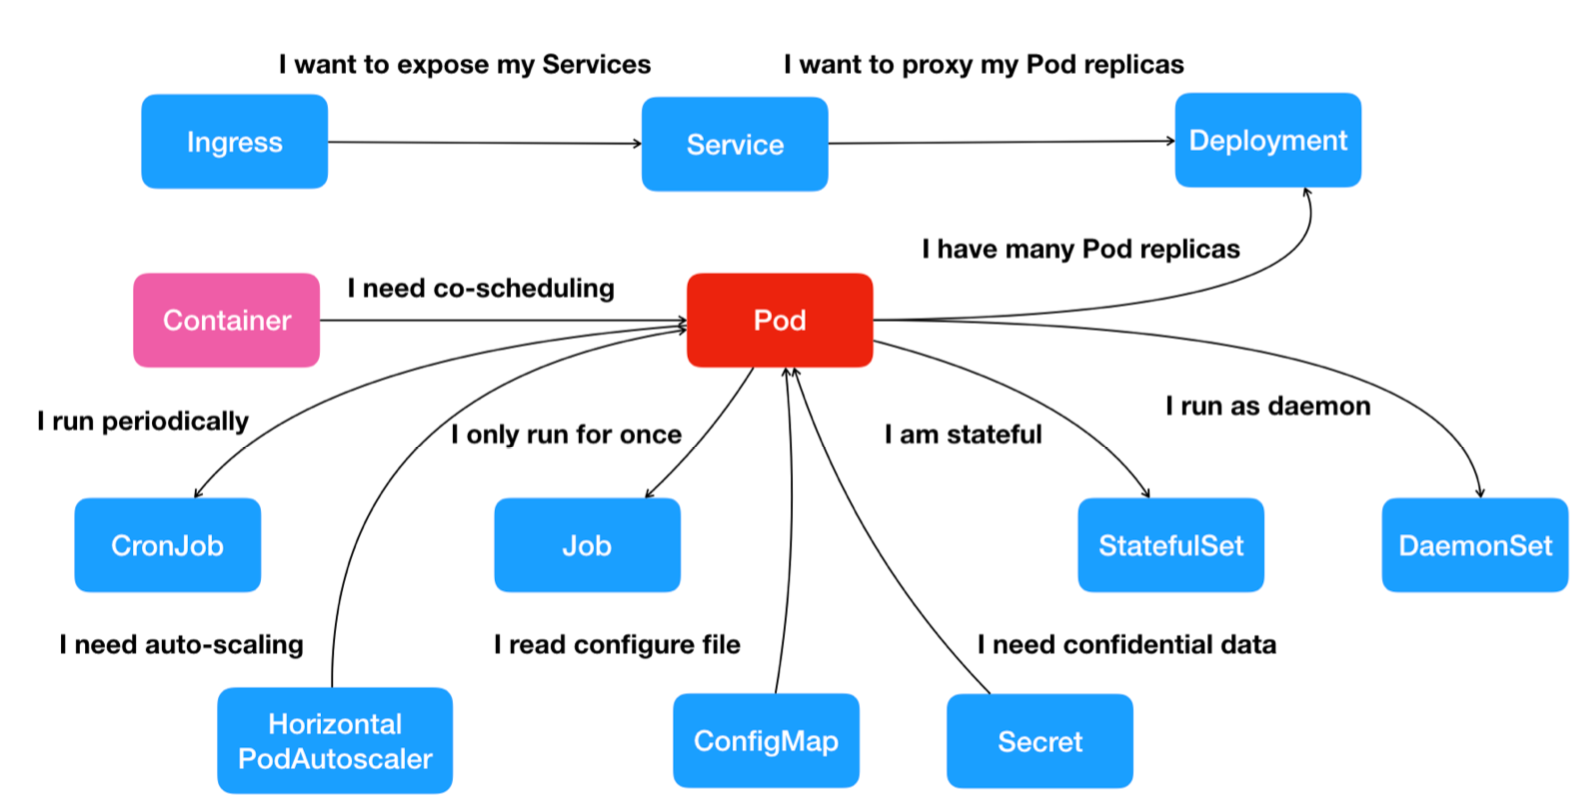 I want to expose my Services
I want to proxy my Pod replicas
Ingress
Service
Deployment
I have many Pod replicas
I need co-scheduling
Container
Pod
I run periodically
I only run for once
I am stateful
I run as daemon
CronJob
Job
StatefulSet
DaemonSet
I need auto-scaling
I read configure file
I need confidential data
Horizontal
PodAutoscaler
ConfigMap
Secret